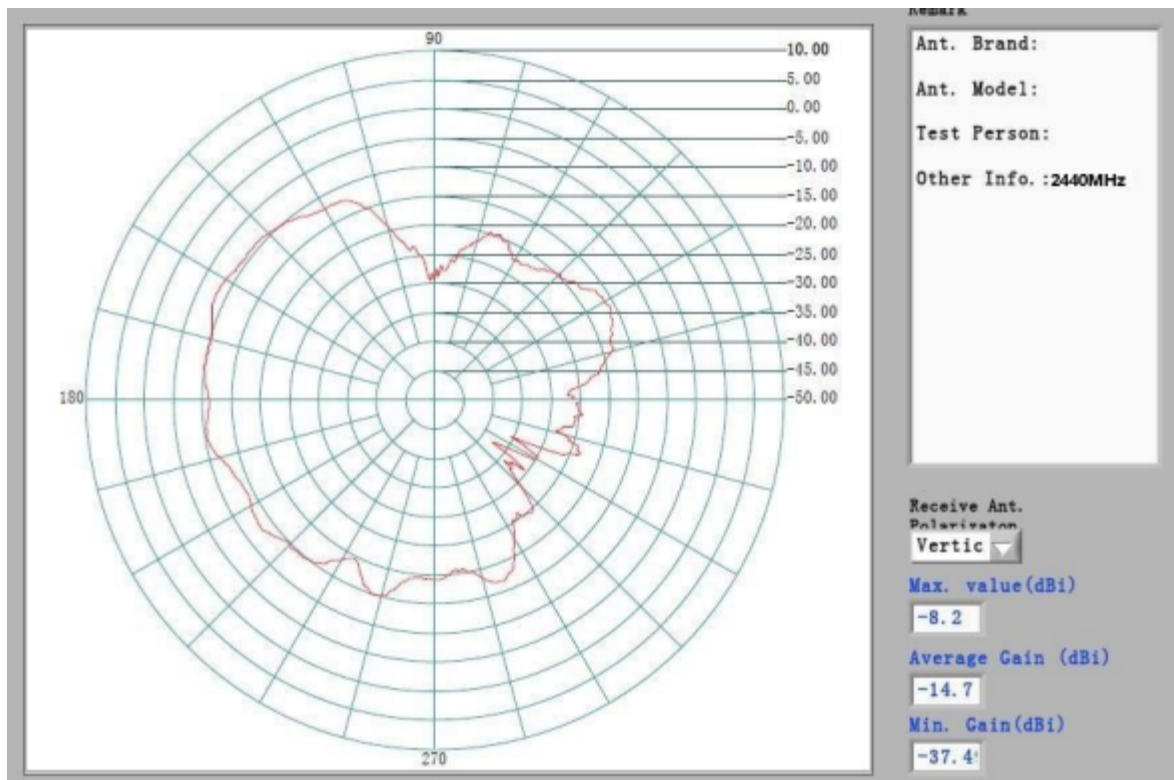 90
10.00
5.00
0.00
-5.00
-10.00
-15.00
-20.00
-25.00
-30.00
-35.00
-40.00
-45.00
-50.00
180
270
Remark
Ant. Brand:
Ant. Model:
Test Person:
Other Info.:2440MHz
Receive Ant.
Polarizaton
Vertic
Max. value(dBi)
-8.2
Average Gain (dBi)
-14.7
Min. Gain(dBi)
-37.4